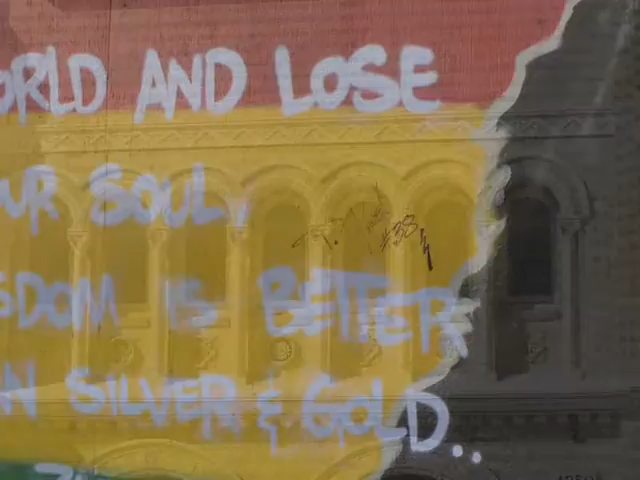 ORLD AND LOSE
UR SOUL,
SDOM IS BETTER
N SILVER & GOLD..